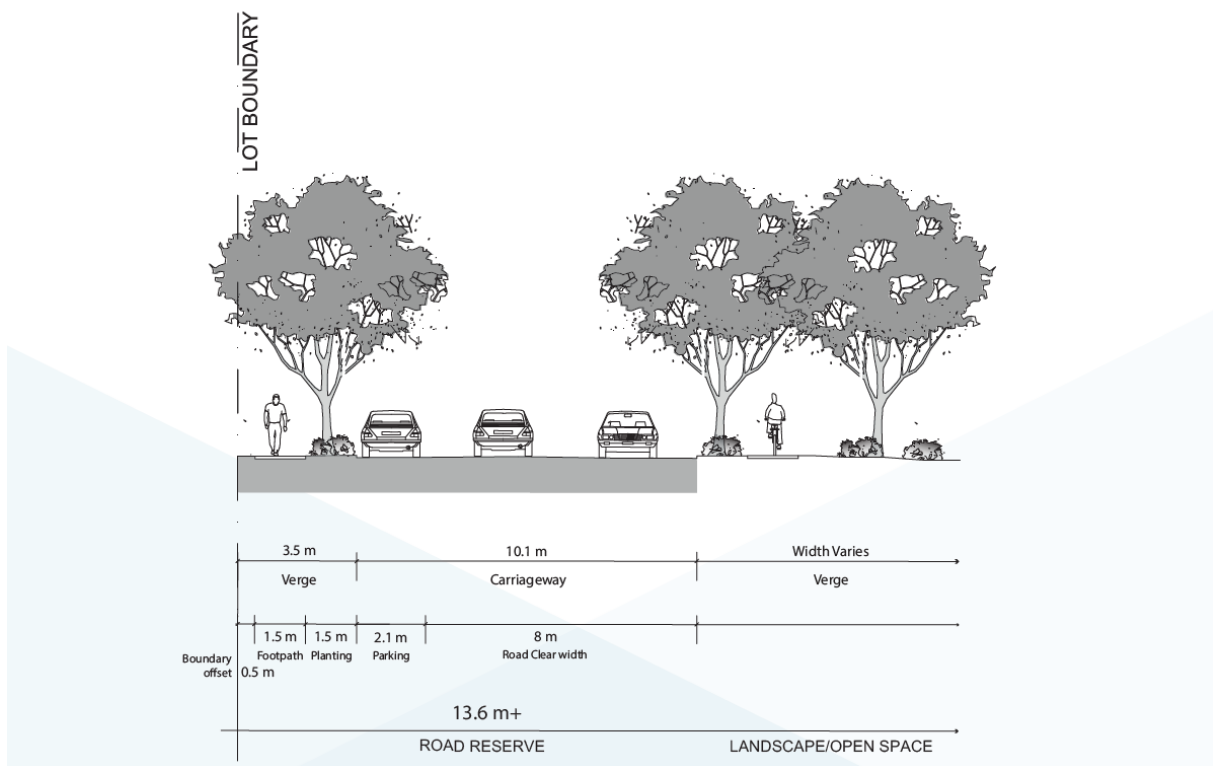 LOT BOUNDARY
3.5 m
10.1 m
Width Varies
Verge
Carriageway
Verge
1.5 m
1.5 m
2.1 m
8 m
Footpath
Planting
Parking
Road Clear width
Boundary
offset
0.5 m
13.6 m+
ROAD RESERVE
LANDSCAPE/OPEN SPACE